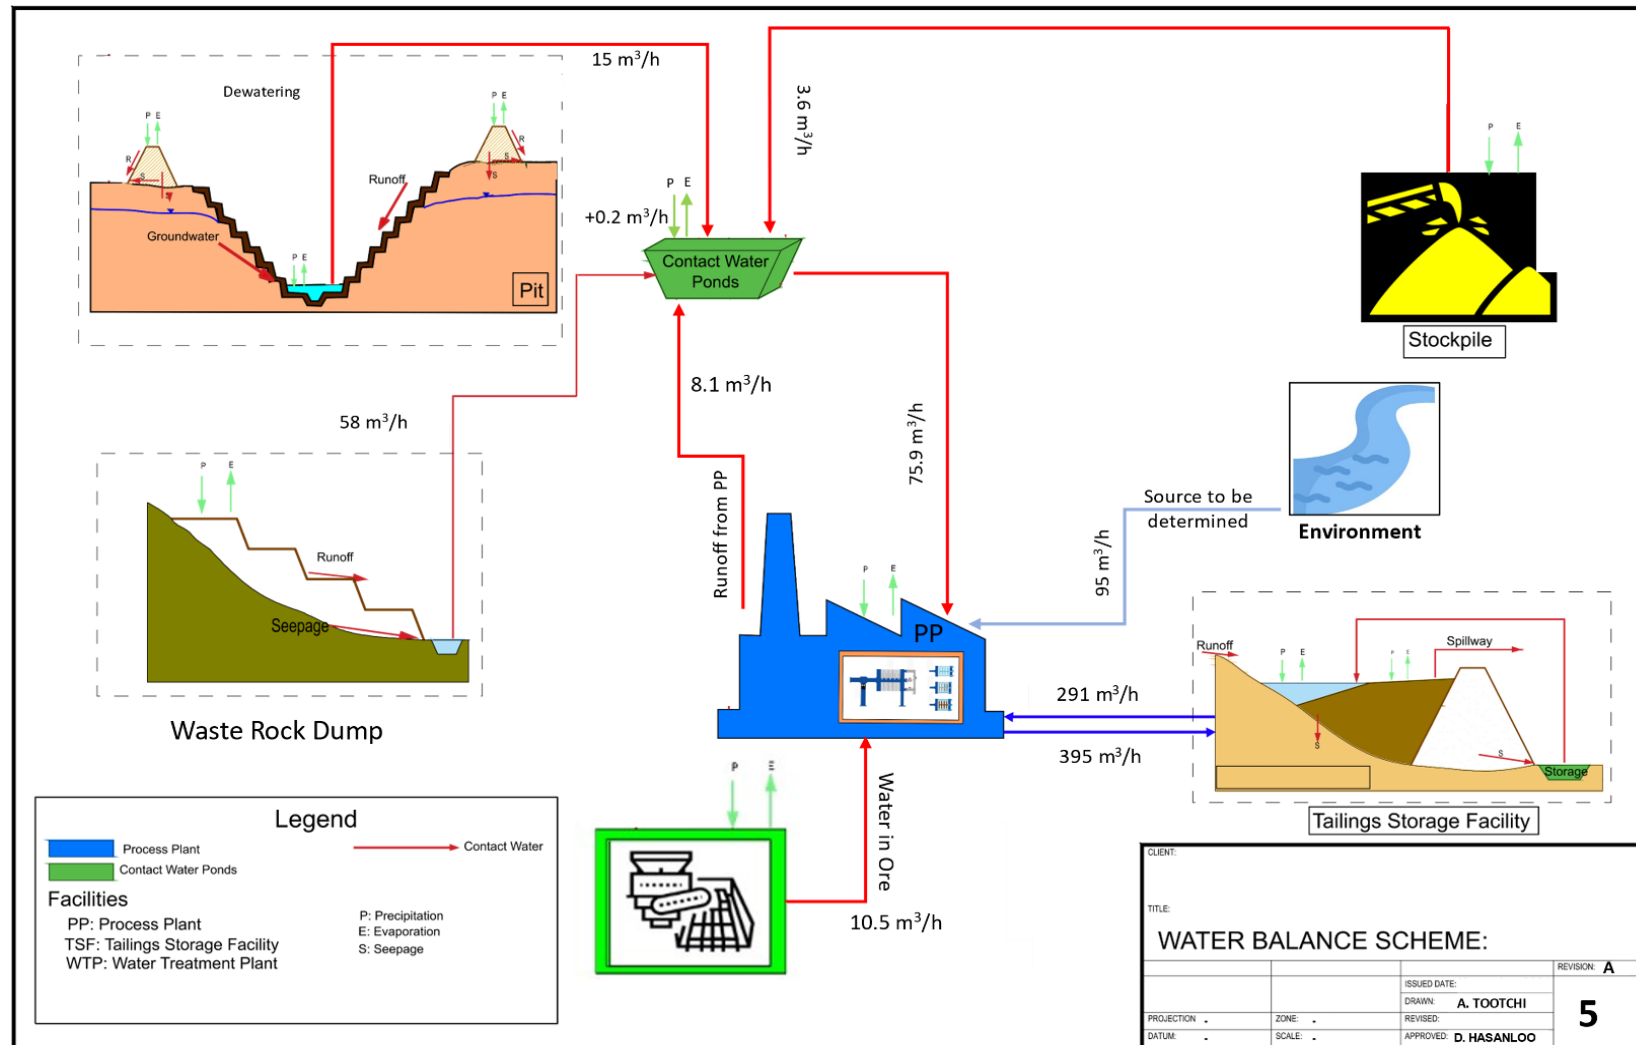 15 m³/h
3.6 m³/h
Dewatering
P E
P E
R
S
S
R
S
S
Runoff
Groundwater
P E
Pit
P E
+0.2 m³/h
Contact Water
Ponds
P E
Stockpile
8.1 m³/h
75.9 m³/h
58 m³/h
P E
Runoff
Seepage
Waste Rock Dump
Runoff from PP
Source to be
determined
Environment
95 m³/h
P E
PP
291 m³/h
395 m³/h
Runoff
P E
P E
Spillway
S
S
Storage
Tailings Storage Facility
P E
Water in Ore
10.5 m³/h
Legend
Process Plant
Contact Water Ponds
Contact Water
Facilities
PP: Process Plant
TSF: Tailings Storage Facility
WTP: Water Treatment Plant
P: Precipitation
E: Evaporation
S: Seepage
CLIENT:
TITLE:
WATER BALANCE SCHEME:
REVISION: A
ISSUED DATE:
DRAWN: A. TOOTCHI
5
PROJECTION - ZONE: - REVISED:
DATUM: - SCALE: - APPROVED: D. HASANLOO